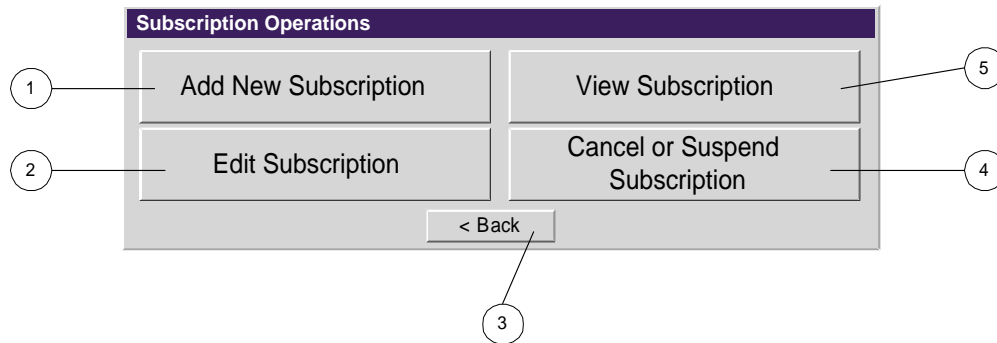 Subscription Operations
1
Add New Subscription
View Subscription
5
2
Edit Subscription
Cancel or Suspend
Subscription
4
< Back
3